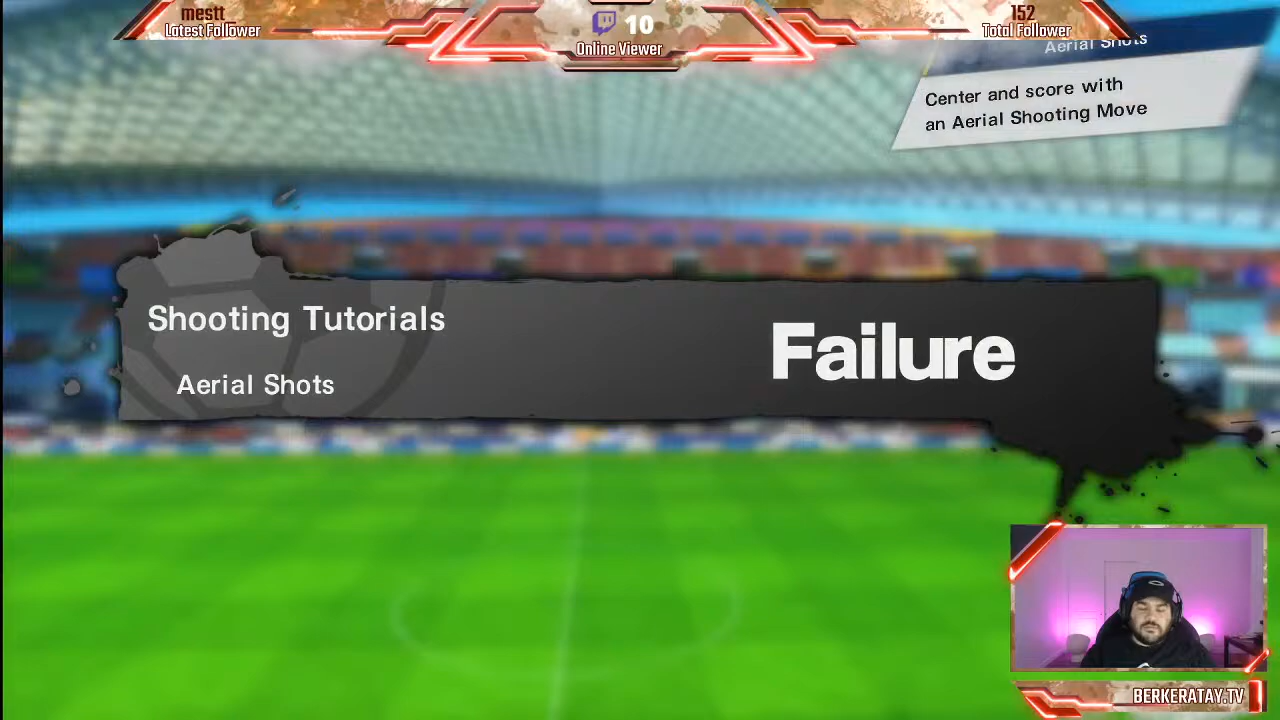 mestt
Latest Follower
10
Online Viewer
152
Total Follower
Aerial Shots
Center and score with
an Aerial Shooting Move
Shooting Tutorials
Aerial Shots
Failure
BERKERATAY.TV